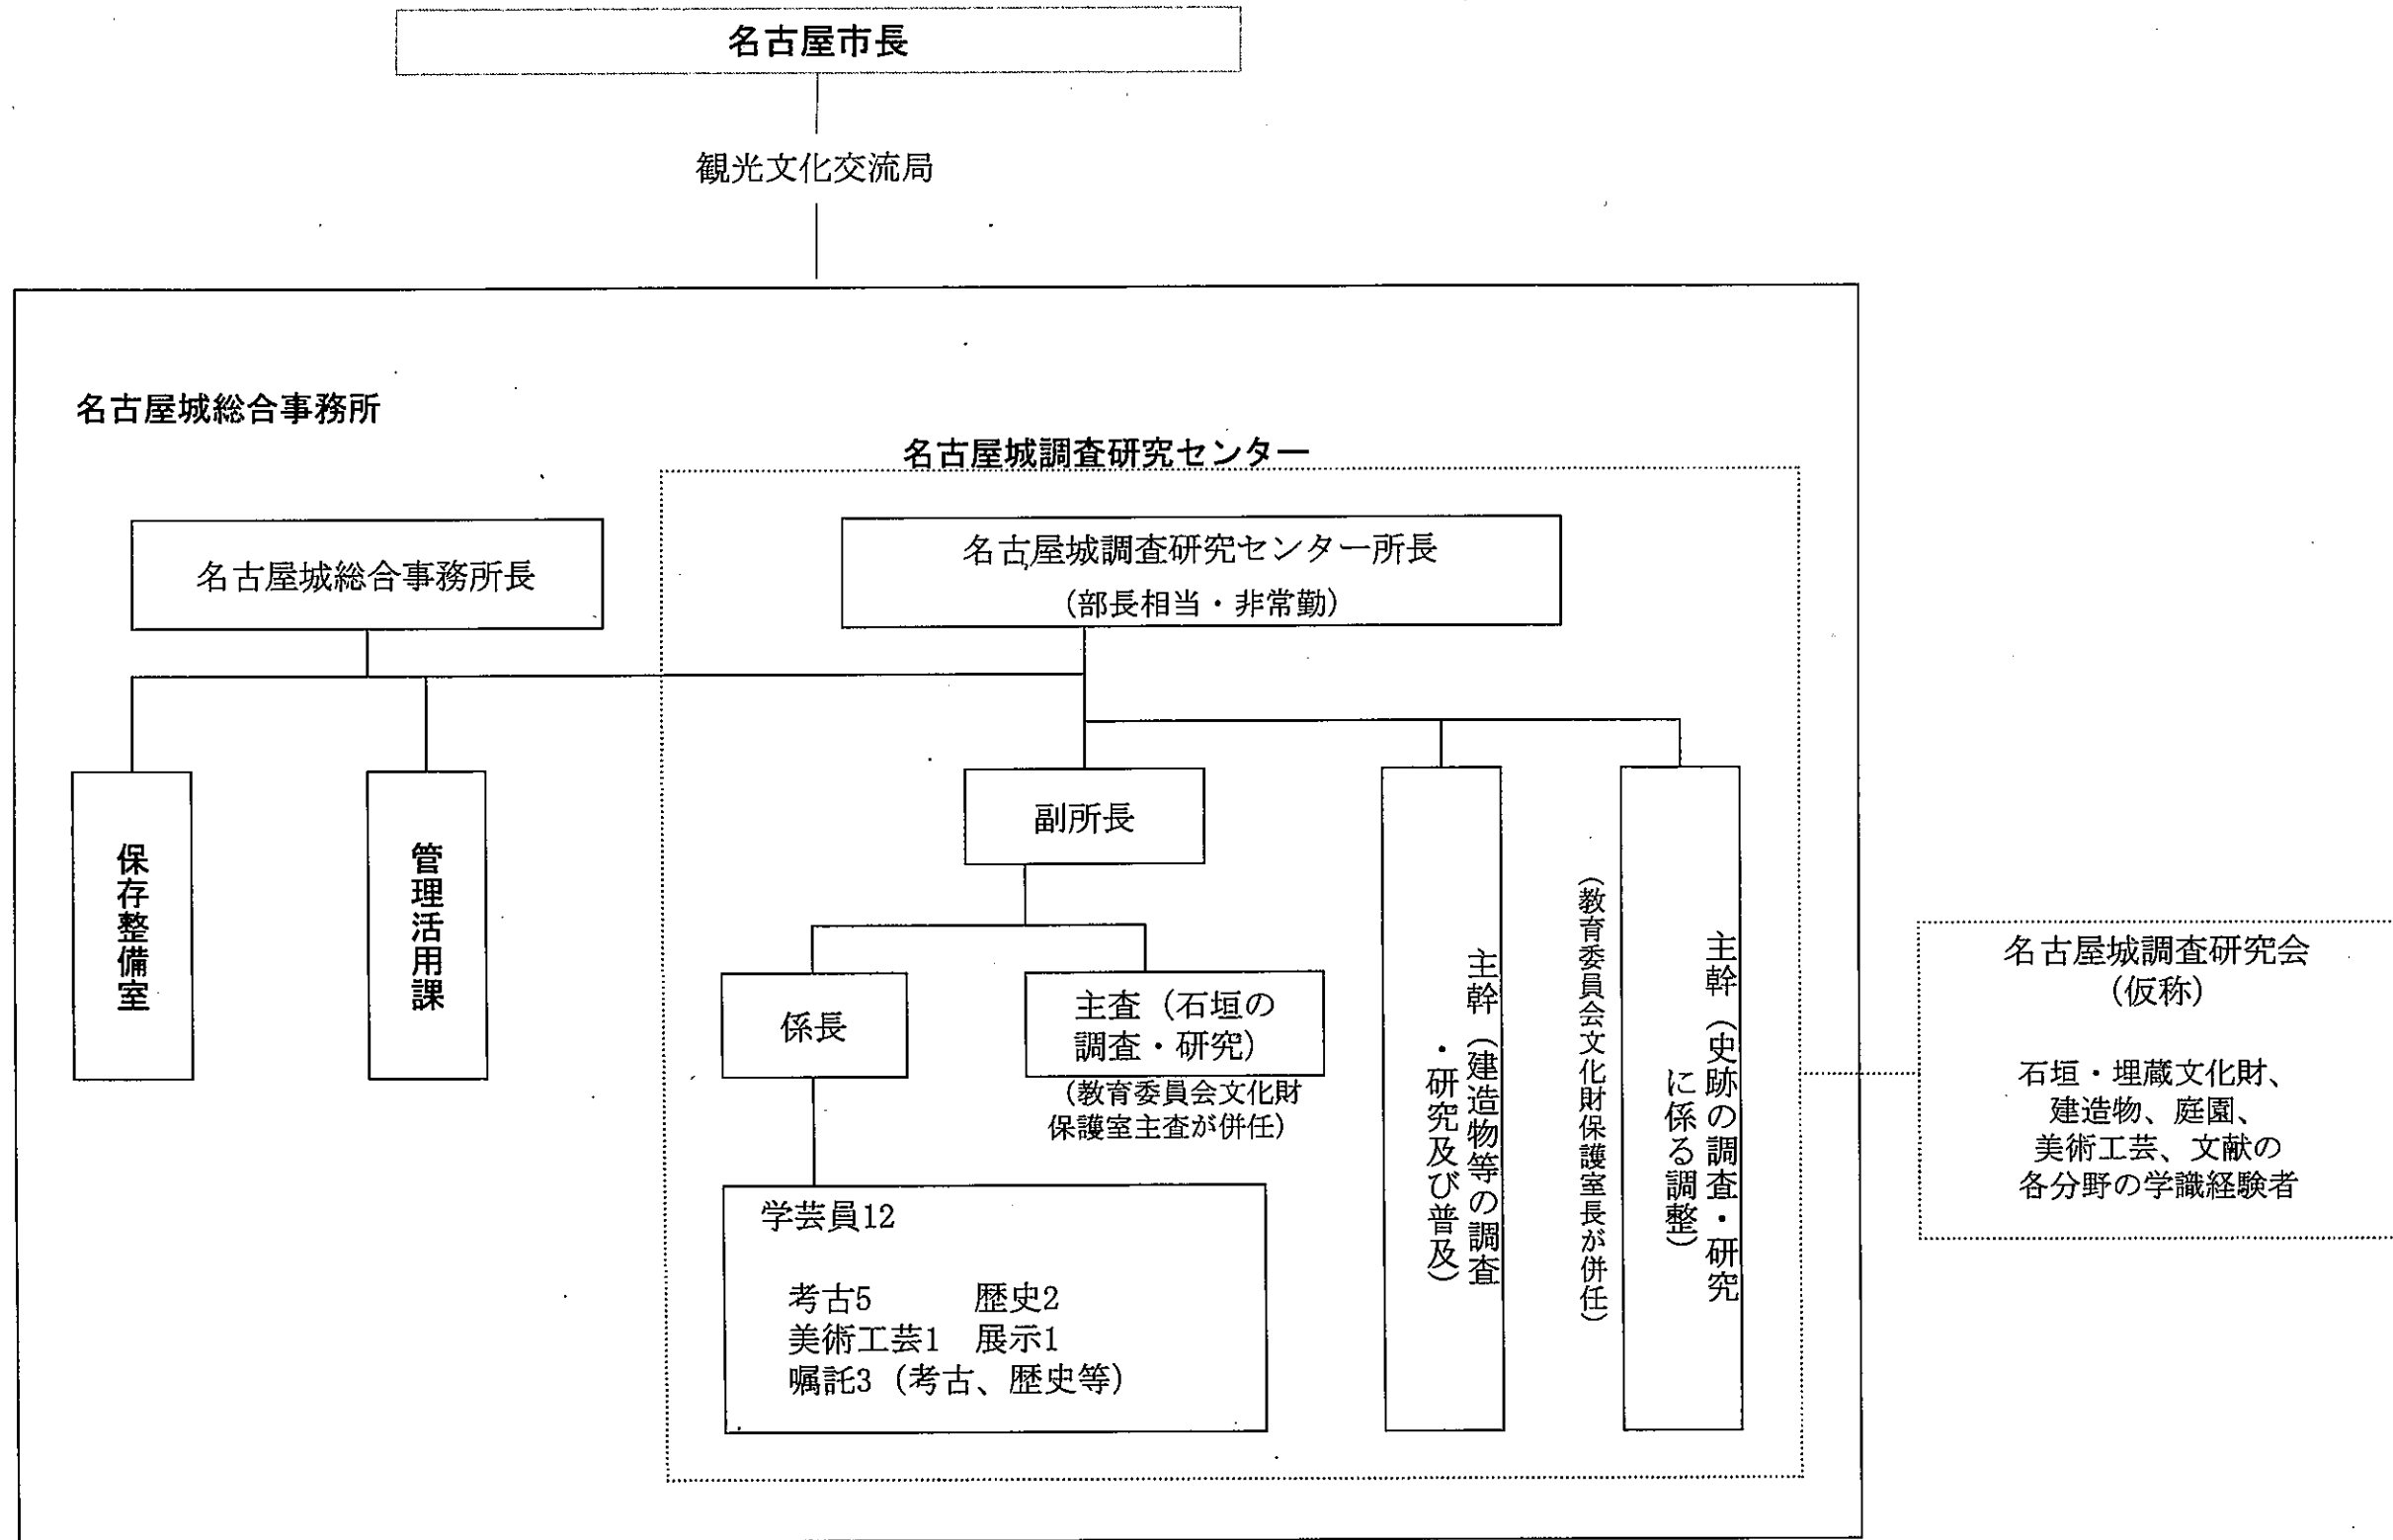 名古屋市長
観光文化交流局
名古屋城総合事務所
名古屋城調査研究センター
名古屋城総合事務所長
名古屋城調査研究センター所長
(部長相当・非常勤)
保存整備室
管理活用課
副所長
係長
主査（石垣の
調査・研究）
（教育委員会文化財
保護室主査が併任）
学芸員12
考古5　歴史2
美術工芸1　展示1
嘱託3（考古、歴史等）
主幹（建造物等の調査
・研究及び普及）
主幹（史跡の調査・研究
に係る調整）
（教育委員会文化財保護室長が併任）
名古屋城調査研究会
（仮称）
石垣・埋蔵文化財、
建造物、庭園、
美術工芸、文献の
各分野の学識経験者